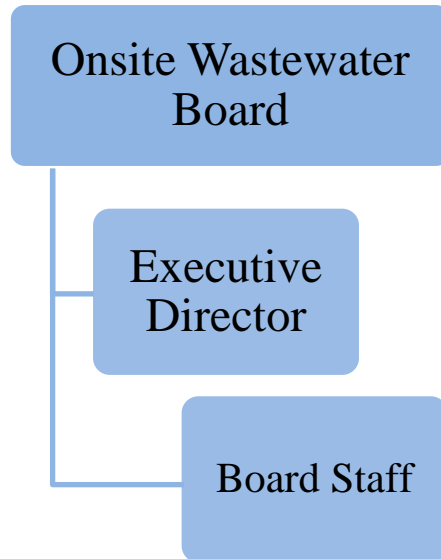 Onsite Wastewater
Board
Executive
Director
Board Staff